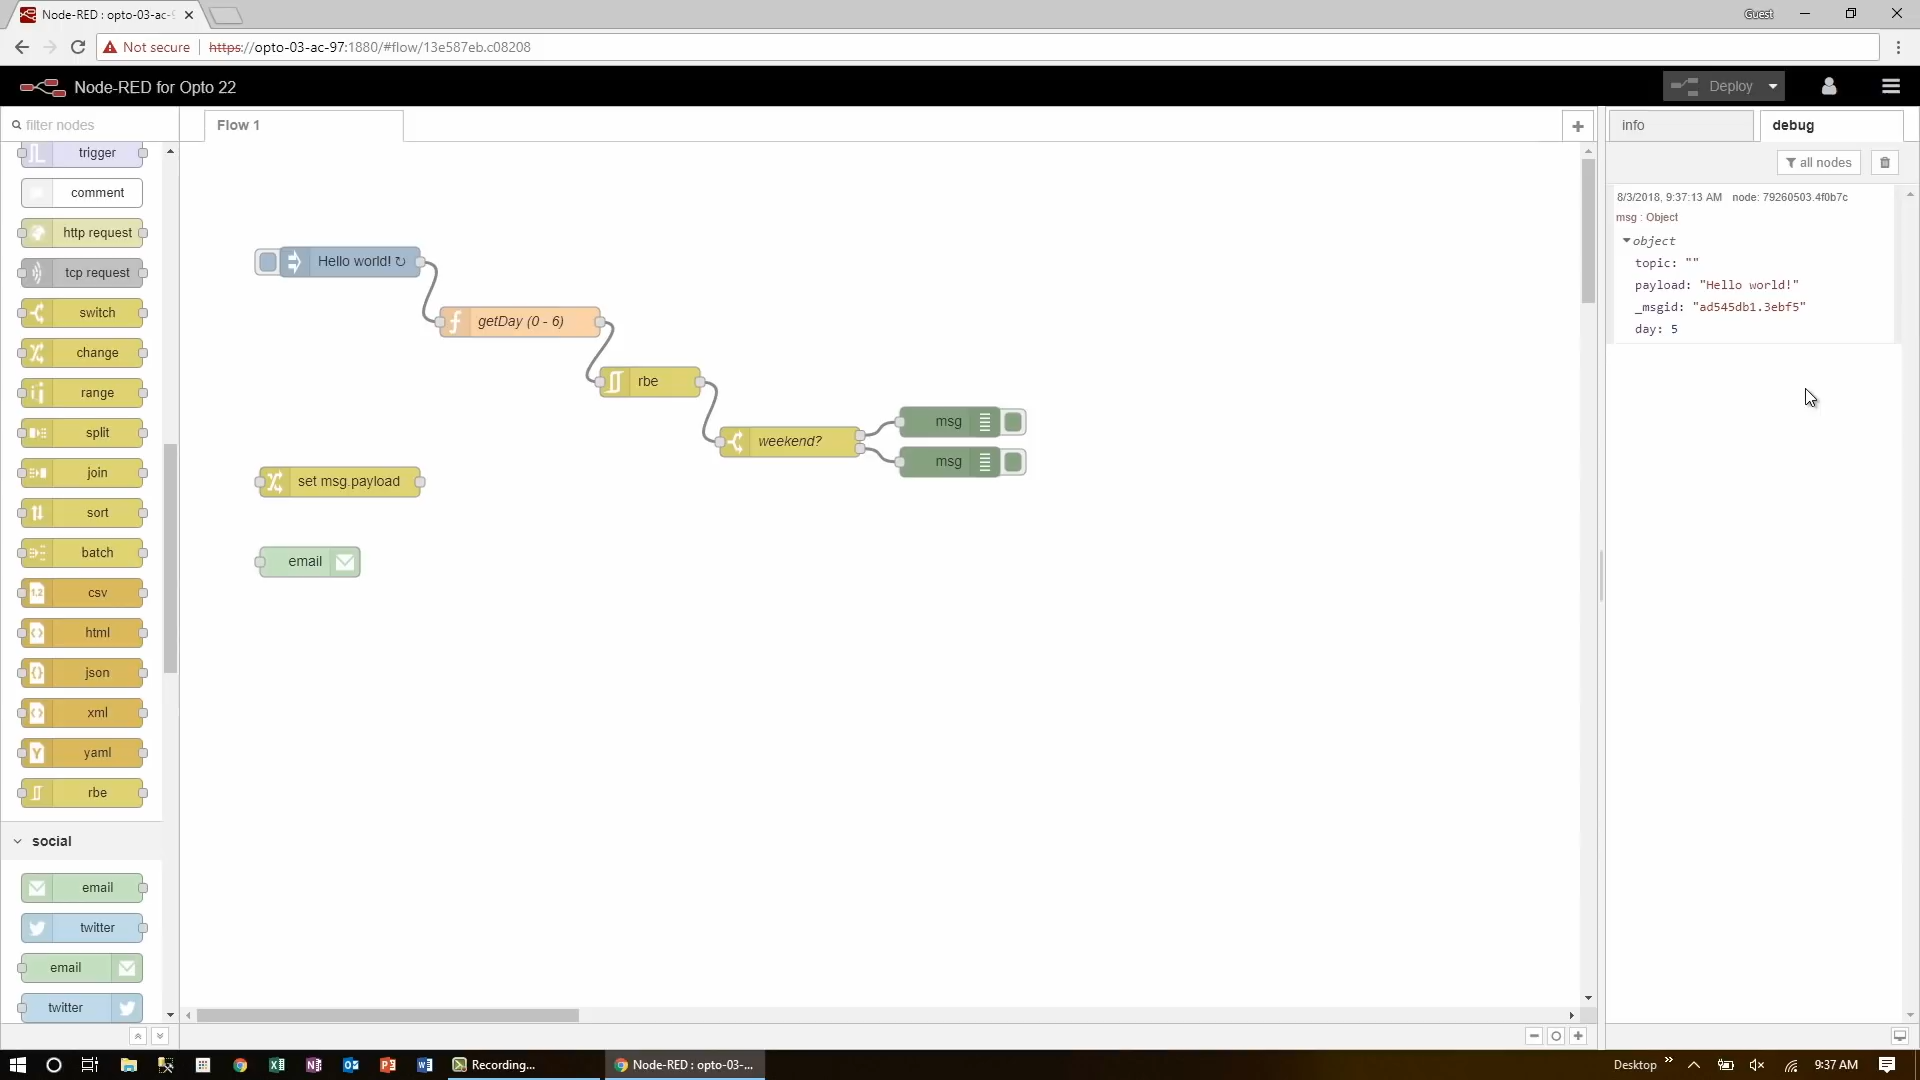 Node-RED : opto-03-ac-9
Guest
Not secure
https://opto-03-ac-97:1880/#flow/13e587eb.c08208
Node-RED for Opto 22
Deploy
filter nodes
Flow 1
info
debug
all nodes
trigger
comment
http request
tcp request
switch
change
range
split
join
sort
batch
csv
html
json
xml
yaml
rbe
social
email
twitter
email
twitter
Hello world! ↻
getDay (0 - 6)
rbe
weekend?
msg
msg
set msg.payload
email
8/3/2018, 9:37:13 AM node: 79260503.4f0b7c
msg : Object
object
topic: ""
payload: "Hello world!"
_msgid: "ad545db1.3ebf5"
day: 5
Recording...
Node-RED : opto-03-...
Desktop
9:37 AM